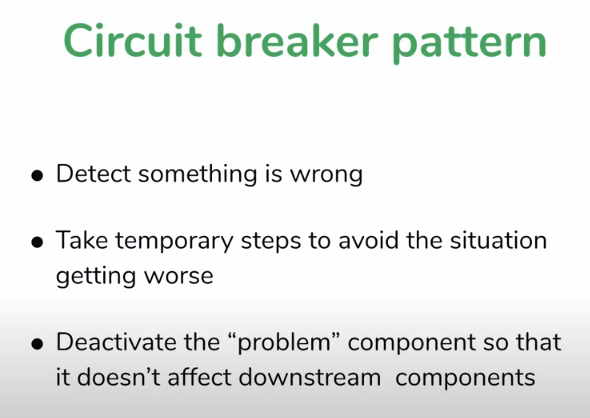 Circuit breaker pattern
● Detect something is wrong
● Take temporary steps to avoid the situation
getting worse
● Deactivate the “problem” component so that
it doesn’t affect downstream  components